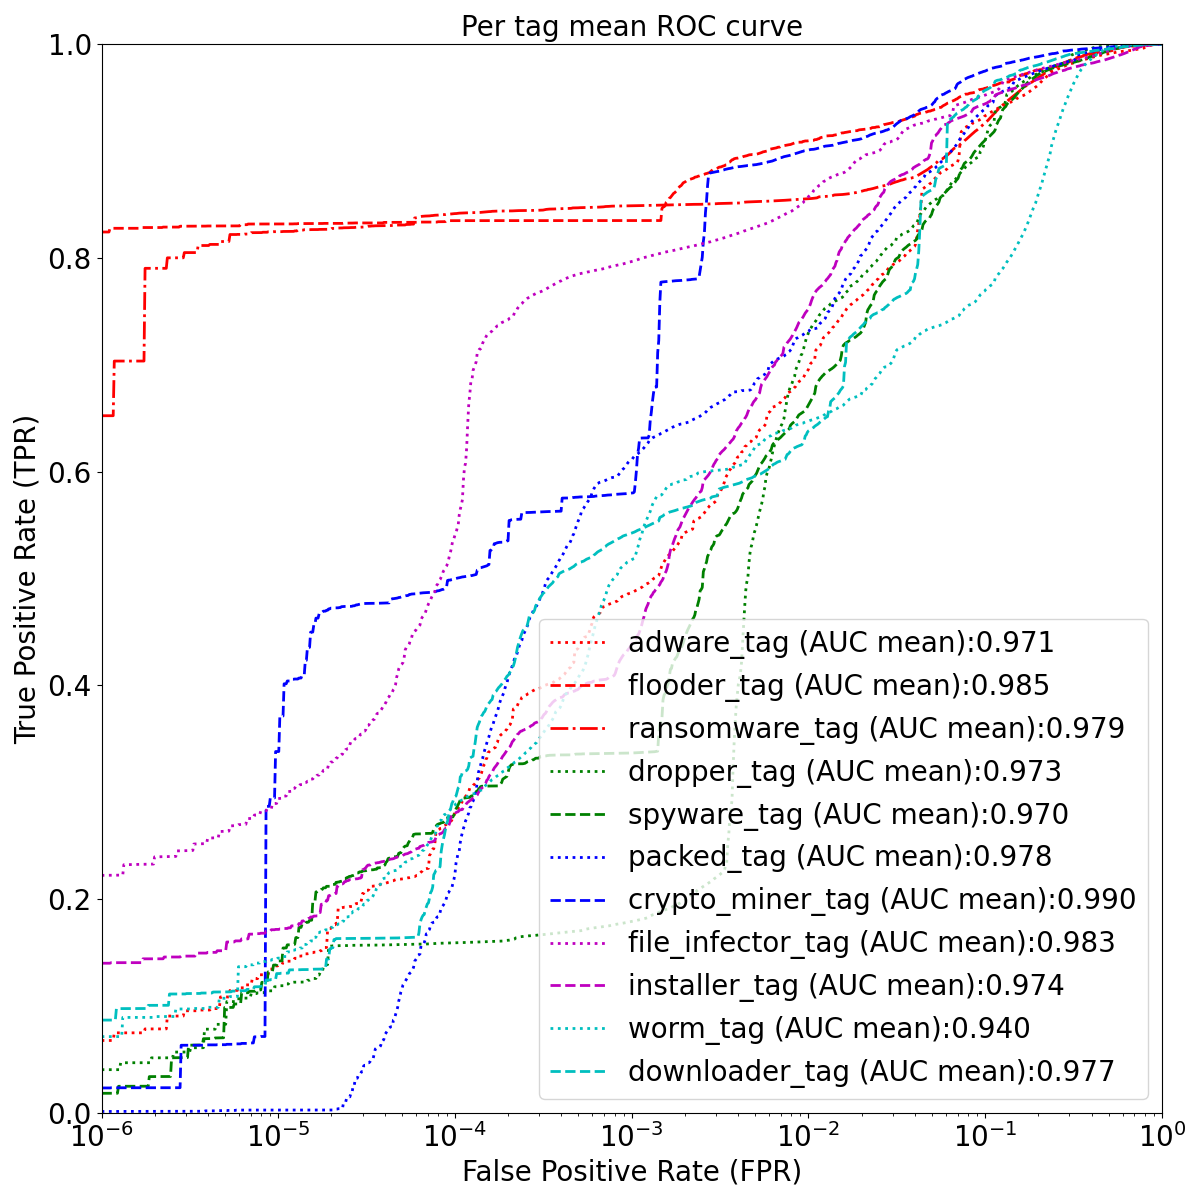 Per tag mean ROC curve
True Positive Rate (TPR)
1.0
0.8
0.6
0.4
0.2
0.0
adware_tag (AUC mean):0.971
flooder_tag (AUC mean):0.985
ransomware_tag (AUC mean):0.979
dropper_tag (AUC mean):0.973
spyware_tag (AUC mean):0.970
packed_tag (AUC mean):0.978
crypto_miner_tag (AUC mean):0.990
file_infector_tag (AUC mean):0.983
installer_tag (AUC mean):0.974
worm_tag (AUC mean):0.940
downloader_tag (AUC mean):0.977
10⁻⁶ 10⁻⁵ 10⁻⁴ 10⁻³ 10⁻² 10⁻¹ 10⁰
False Positive Rate (FPR)